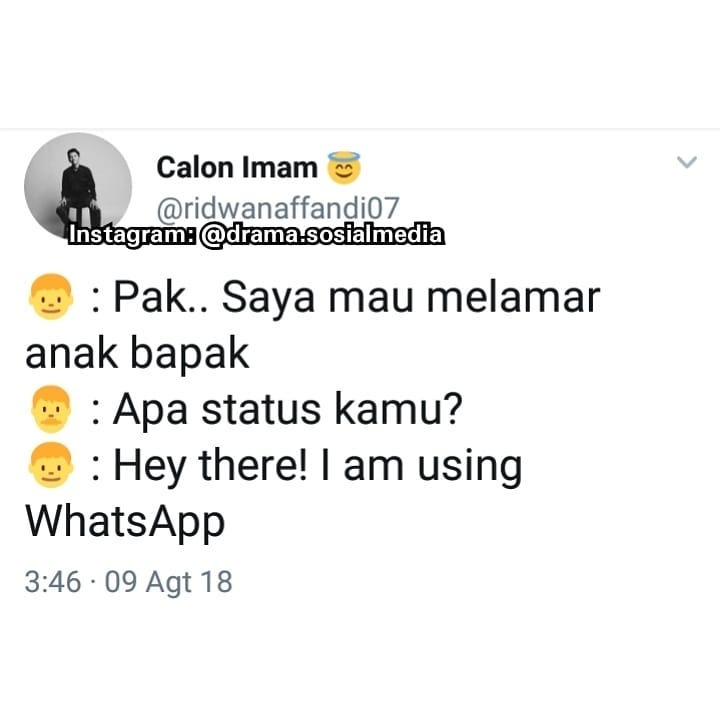 Calon Imam 😇
@ridwanaffandi07
Instagram: @drama.sosialmedia
👦 : Pak.. Saya mau melamar
anak bapak
👨 : Apa status kamu?
👦 : Hey there! I am using
WhatsApp
3:46 · 09 Agt 18